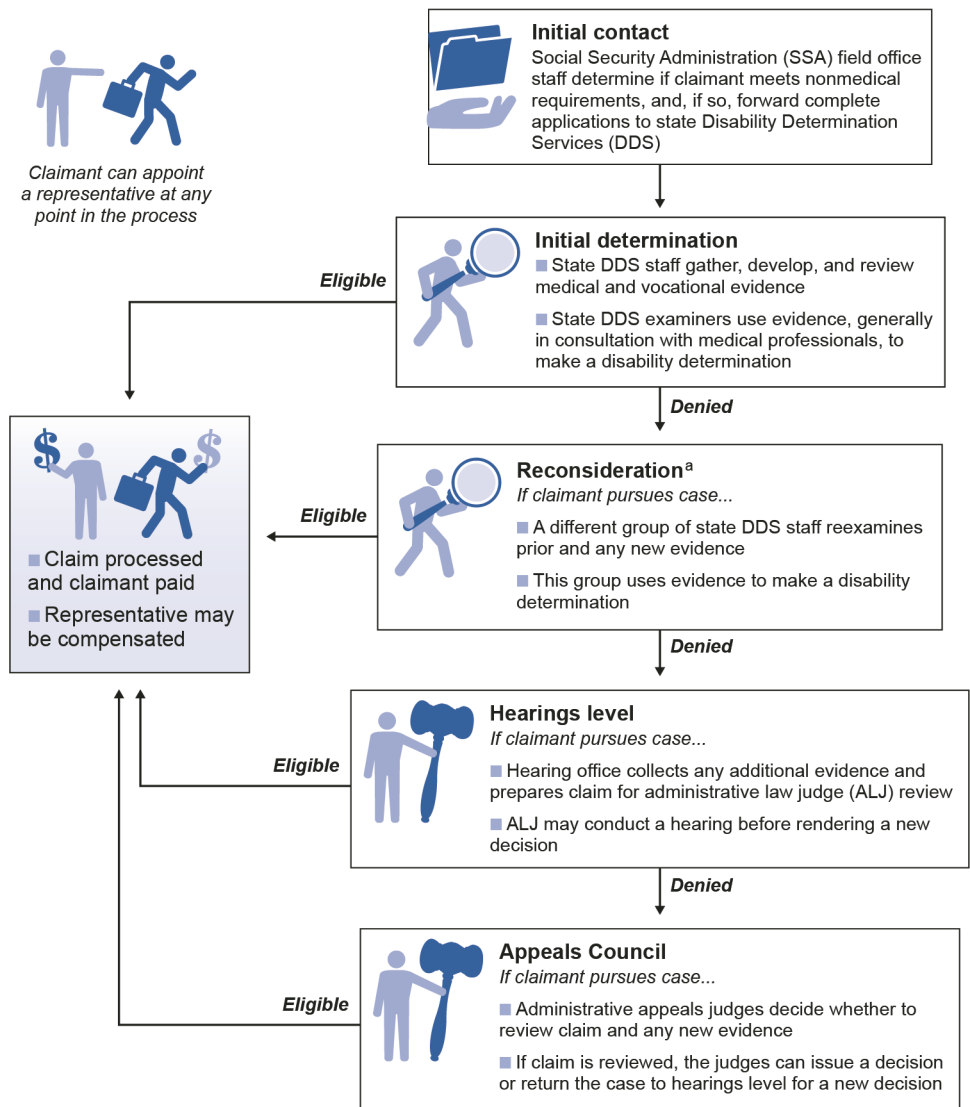 Initial contact
Social Security Administration (SSA) field office
staff determine if claimant meets nonmedical
requirements, and, if so, forward complete
applications to state Disability Determination
Services (DDS)
Claimant can appoint
a representative at any
point in the process
Initial determination
■ State DDS staff gather, develop, and review
medical and vocational evidence
■ State DDS examiners use evidence, generally
in consultation with medical professionals, to
make a disability determination
Eligible
Denied
$ $
■ Claim processed
and claimant paid
■ Representative may
be compensated
Reconsiderationᵃ
If claimant pursues case...
■ A different group of state DDS staff reexamines
prior and any new evidence
■ This group uses evidence to make a disability
determination
Eligible
Denied
Hearings level
If claimant pursues case...
■ Hearing office collects any additional evidence and
prepares claim for administrative law judge (ALJ) review
■ ALJ may conduct a hearing before rendering a new
decision
Eligible
Denied
Appeals Council
If claimant pursues case...
■ Administrative appeals judges decide whether to
review claim and any new evidence
■ If claim is reviewed, the judges can issue a decision
or return the case to hearings level for a new decision
Eligible